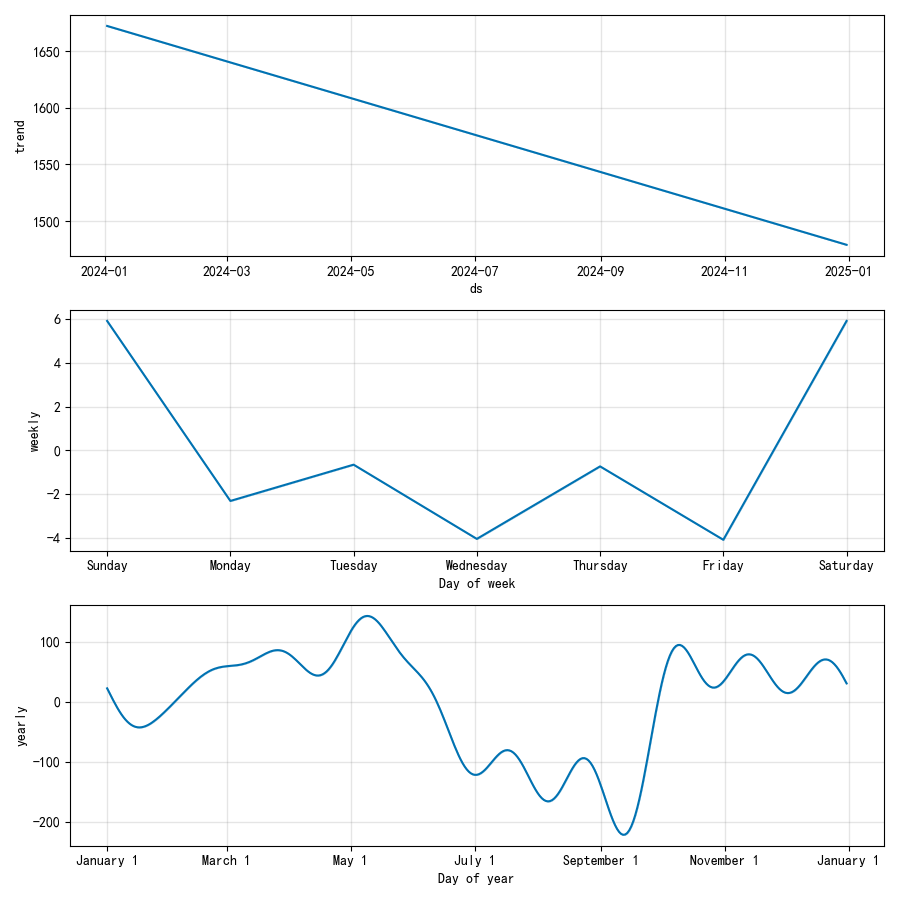 trend
1650
1600
1550
1500
2024-01 2024-03 2024-05 2024-07 2024-09 2024-11 2025-01
ds
weekly
6
4
2
0
−2
−4
Sunday Monday Tuesday Wednesday Thursday Friday Saturday
Day of week
yearly
100
0
−100
−200
January 1 March 1 May 1 July 1 September 1 November 1 January 1
Day of year